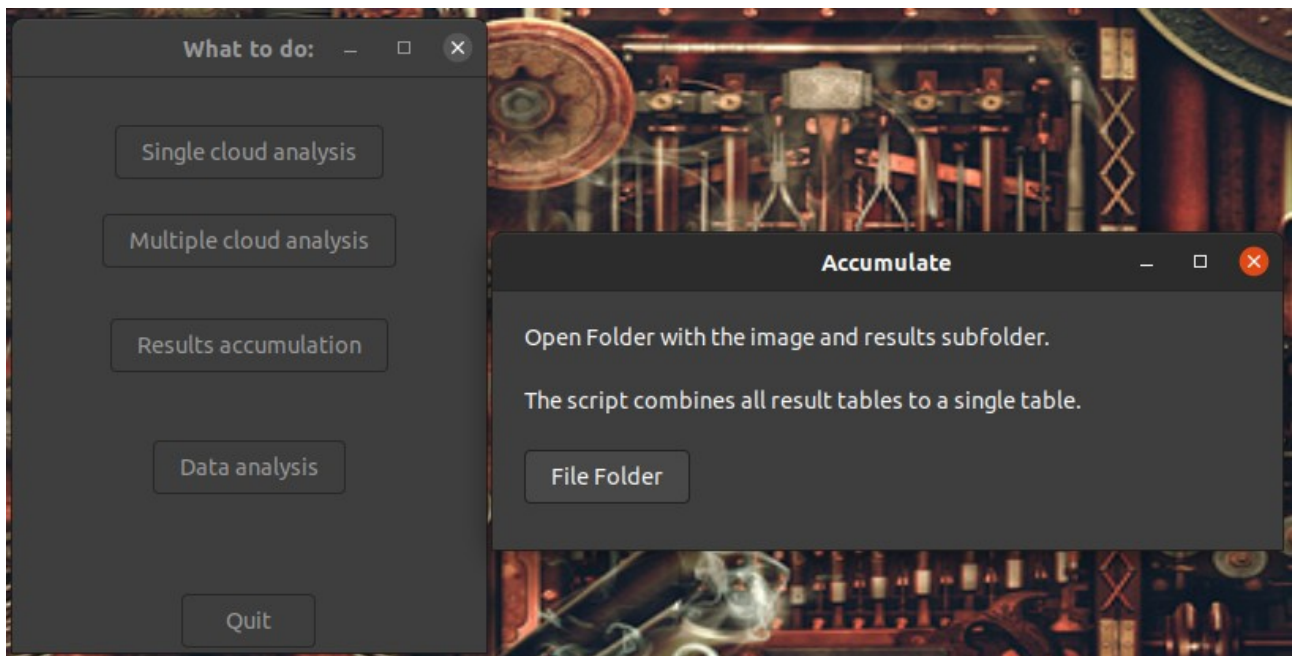 What to do:
Single cloud analysis
Multiple cloud analysis
Results accumulation
Data analysis
Quit
Accumulate
Open Folder with the image and results subfolder.
The script combines all result tables to a single table.
File Folder